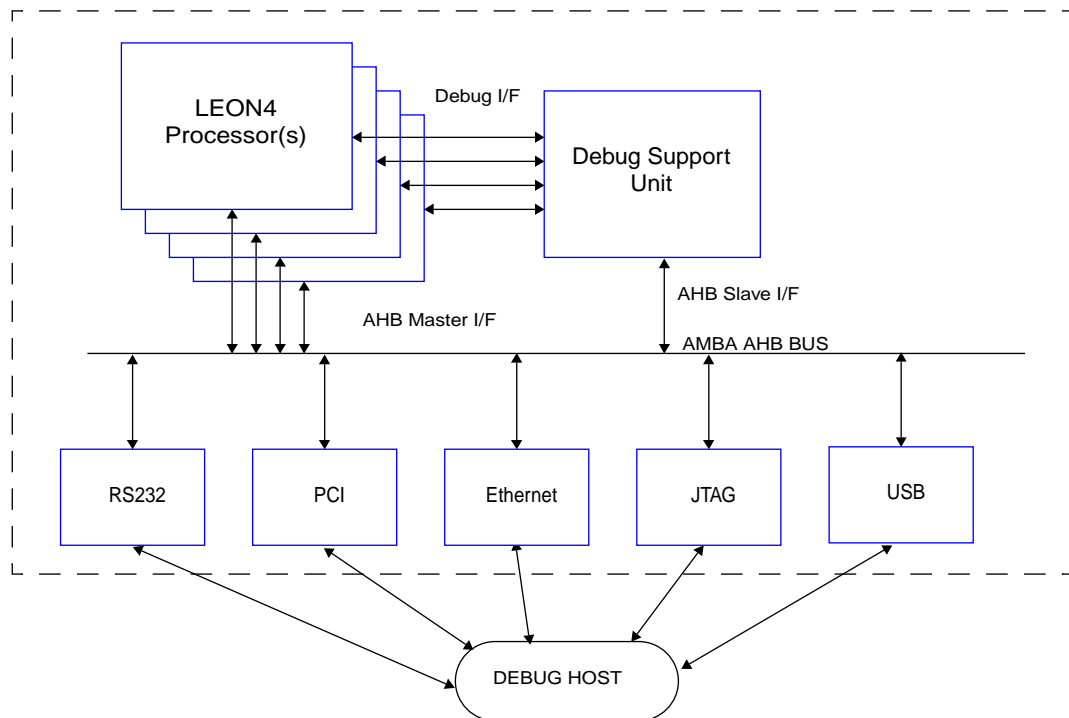 LEON4
Processor(s)
Debug I/F
Debug Support
Unit
AHB Slave I/F
AHB Master I/F
AMBA AHB BUS
RS232
PCI
Ethernet
JTAG
USB
DEBUG HOST